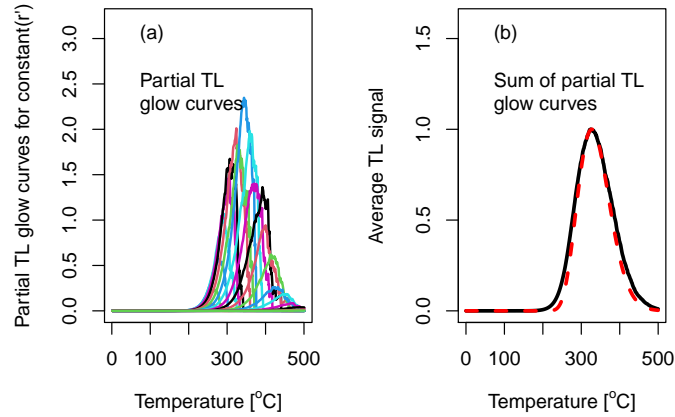 (a)
Partial TL
glow curves
Partial TL glow curves for constant(r')
3.0
2.5
2.0
1.5
1.0
0.5
0.0
0 100 300 500
Temperature [°C]
(b)
Sum of partial TL
glow curves
Average TL signal
1.5
1.0
0.5
0.0
0 100 300 500
Temperature [°C]